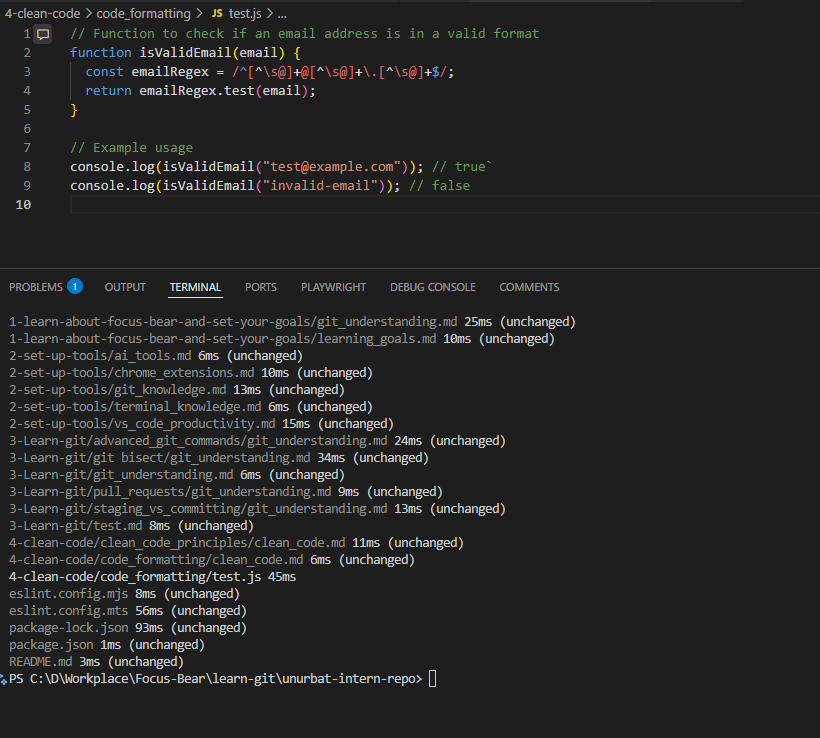 4-clean-code > code_formatting > JS test.js > ...
1 // Function to check if an email address is in a valid format
2 function isValidEmail(email) {
3 const emailRegex = /^[^\s@]+@[^\s@]+\.[^\s@]+$/;
4 return emailRegex.test(email);
5 }
6
7 // Example usage
8 console.log(isValidEmail("test@example.com")); // true`
9 console.log(isValidEmail("invalid-email")); // false
10
PROBLEMS 1 OUTPUT TERMINAL PORTS PLAYWRIGHT DEBUG CONSOLE COMMENTS
1-learn-about-focus-bear-and-set-your-goals/git_understanding.md 25ms (unchanged)
1-learn-about-focus-bear-and-set-your-goals/learning_goals.md 10ms (unchanged)
2-set-up-tools/ai_tools.md 6ms (unchanged)
2-set-up-tools/chrome_extensions.md 10ms (unchanged)
2-set-up-tools/git_knowledge.md 13ms (unchanged)
2-set-up-tools/terminal_knowledge.md 6ms (unchanged)
2-set-up-tools/vs_code_productivity.md 15ms (unchanged)
3-Learn-git/advanced_git_commands/git_understanding.md 24ms (unchanged)
3-Learn-git/git bisect/git_understanding.md 34ms (unchanged)
3-Learn-git/git_understanding.md 6ms (unchanged)
3-Learn-git/pull_requests/git_understanding.md 9ms (unchanged)
3-Learn-git/staging_vs_committing/git_understanding.md 13ms (unchanged)
3-Learn-git/test.md 8ms (unchanged)
4-clean-code/clean_code_principles/clean_code.md 11ms (unchanged)
4-clean-code/code_formatting/clean_code.md 6ms (unchanged)
4-clean-code/code_formatting/test.js 45ms
eslint.config.mjs 8ms (unchanged)
eslint.config.mts 56ms (unchanged)
package-lock.json 93ms (unchanged)
package.json 1ms (unchanged)
README.md 3ms (unchanged)
PS C:\D\Workplace\Focus-Bear\learn-git\unurbat-intern-repo>